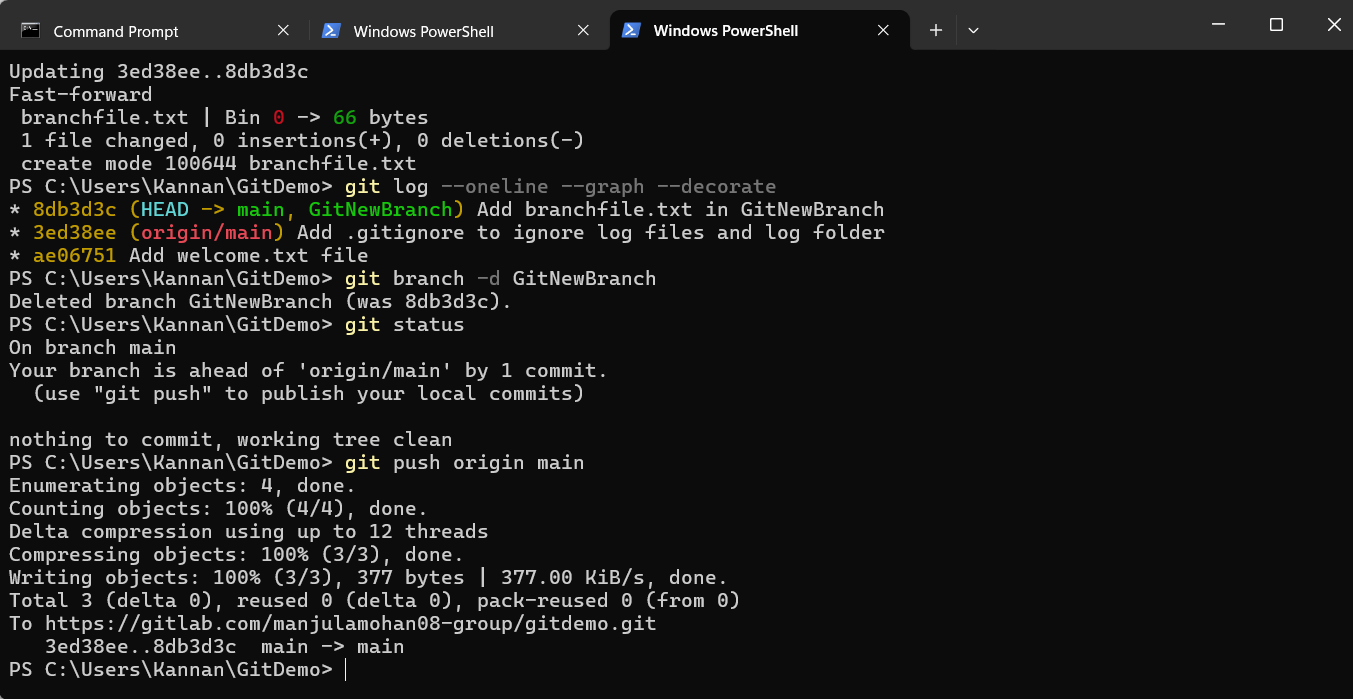 Command Prompt
Windows PowerShell
Windows PowerShell
Updating 3ed38ee..8db3d3c
Fast-forward
 branchfile.txt | Bin 0 -> 66 bytes
 1 file changed, 0 insertions(+), 0 deletions(-)
 create mode 100644 branchfile.txt
PS C:\Users\Kannan\GitDemo> git log --oneline --graph --decorate
* 8db3d3c (HEAD -> main, GitNewBranch) Add branchfile.txt in GitNewBranch
* 3ed38ee (origin/main) Add .gitignore to ignore log files and log folder
* ae06751 Add welcome.txt file
PS C:\Users\Kannan\GitDemo> git branch -d GitNewBranch
Deleted branch GitNewBranch (was 8db3d3c).
PS C:\Users\Kannan\GitDemo> git status
On branch main
Your branch is ahead of 'origin/main' by 1 commit.
  (use "git push" to publish your local commits)

nothing to commit, working tree clean
PS C:\Users\Kannan\GitDemo> git push origin main
Enumerating objects: 4, done.
Counting objects: 100% (4/4), done.
Delta compression using up to 12 threads
Compressing objects: 100% (3/3), done.
Writing objects: 100% (3/3), 377 bytes | 377.00 KiB/s, done.
Total 3 (delta 0), reused 0 (delta 0), pack-reused 0 (from 0)
To https://gitlab.com/manjulamohan08-group/gitdemo.git
   3ed38ee..8db3d3c  main -> main
PS C:\Users\Kannan\GitDemo>